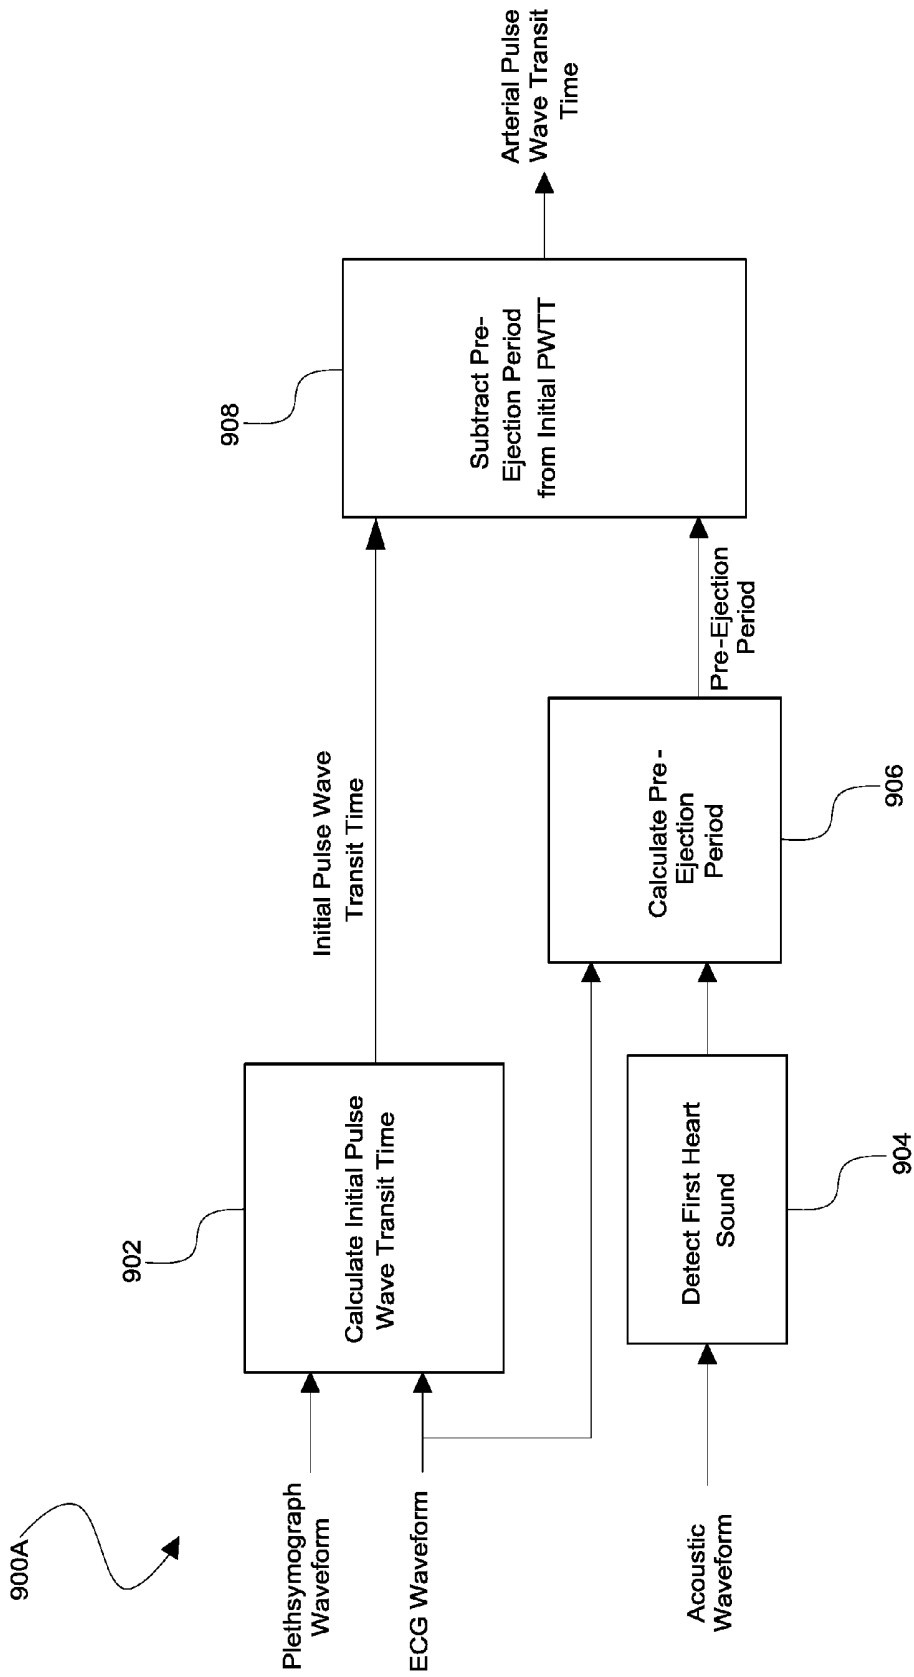 900A
Plethsymograph
Waveform
ECG Waveform
Acoustic
Waveform
902
Calculate Initial Pulse
Wave Transit Time
Detect First Heart
Sound
904
Initial Pulse Wave
Transit Time
Calculate Pre -
Ejection
Period
906
Pre-Ejection
Period
908
Subtract Pre-
Ejection Period
from Initial PWTT
Arterial Pulse
Wave Transit
Time